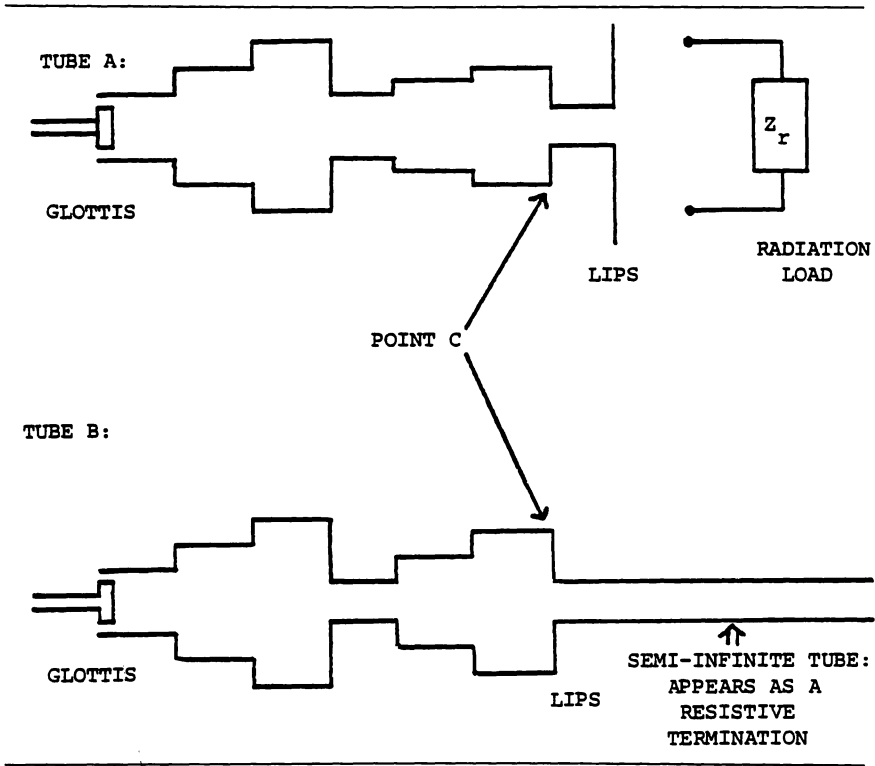 TUBE A:
GLOTTIS
Z r
LIPS
RADIATION
LOAD
POINT C
TUBE B:
GLOTTIS
LIPS
SEMI-INFINITE TUBE:
APPEARS AS A
RESISTIVE
TERMINATION